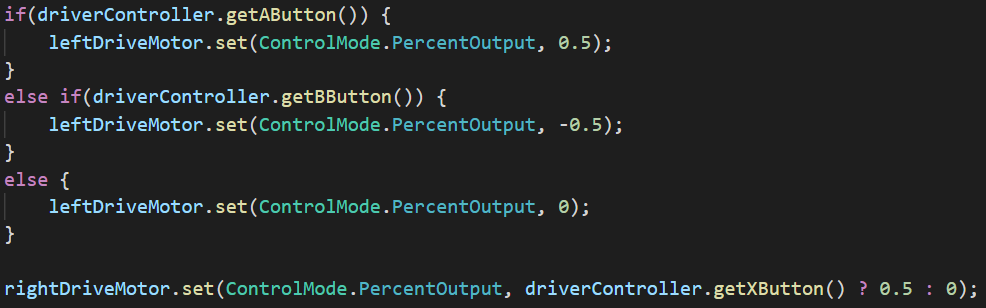 if(driverController.getAButton()) {
    leftDriveMotor.set(ControlMode.PercentOutput, 0.5);
}
else if(driverController.getBButton()) {
    leftDriveMotor.set(ControlMode.PercentOutput, -0.5);
}
else {
    leftDriveMotor.set(ControlMode.PercentOutput, 0);
}

rightDriveMotor.set(ControlMode.PercentOutput, driverController.getXButton() ? 0.5 : 0);